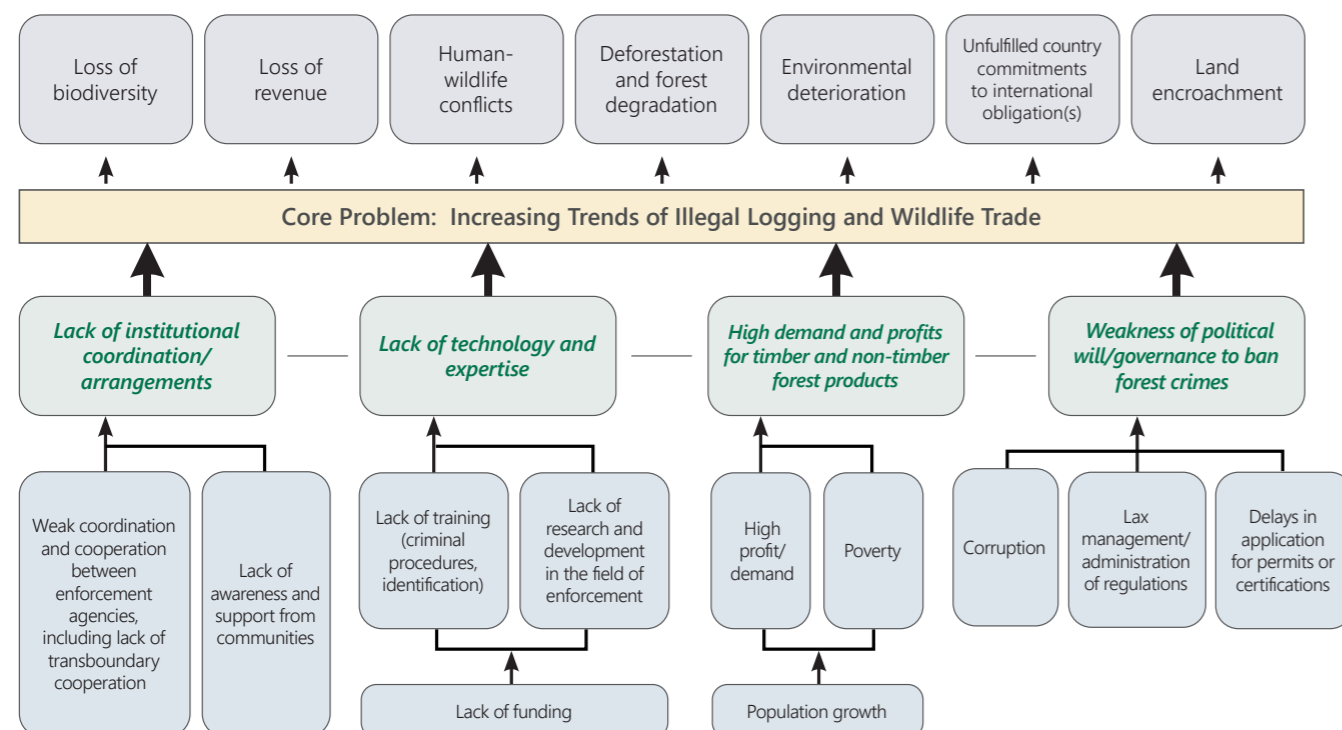 Loss of
biodiversity
Loss of
revenue
Human-
wildlife
conflicts
Deforestation
and forest
degradation
Environmental
deterioration
Unfulfilled country
commitments
to international
obligation(s)
Land
encroachment
Core Problem: Increasing Trends of Illegal Logging and Wildlife Trade
Lack of institutional
coordination/
arrangements
Lack of technology and
expertise
High demand and profits
for timber and non-timber
forest products
Weakness of political
will/governance to ban
forest crimes
Weak coordination
and cooperation
between
enforcement
agencies,
including lack of
transboundary
cooperation
Lack of
awareness and
support from
communities
Lack of training
(criminal
procedures,
identification)
Lack of
research and
development
in the field of
enforcement
High
profit/
demand
Poverty
Corruption
Lax
management/
administration
of regulations
Delays in
application
for permits or
certifications
Lack of funding
Population growth